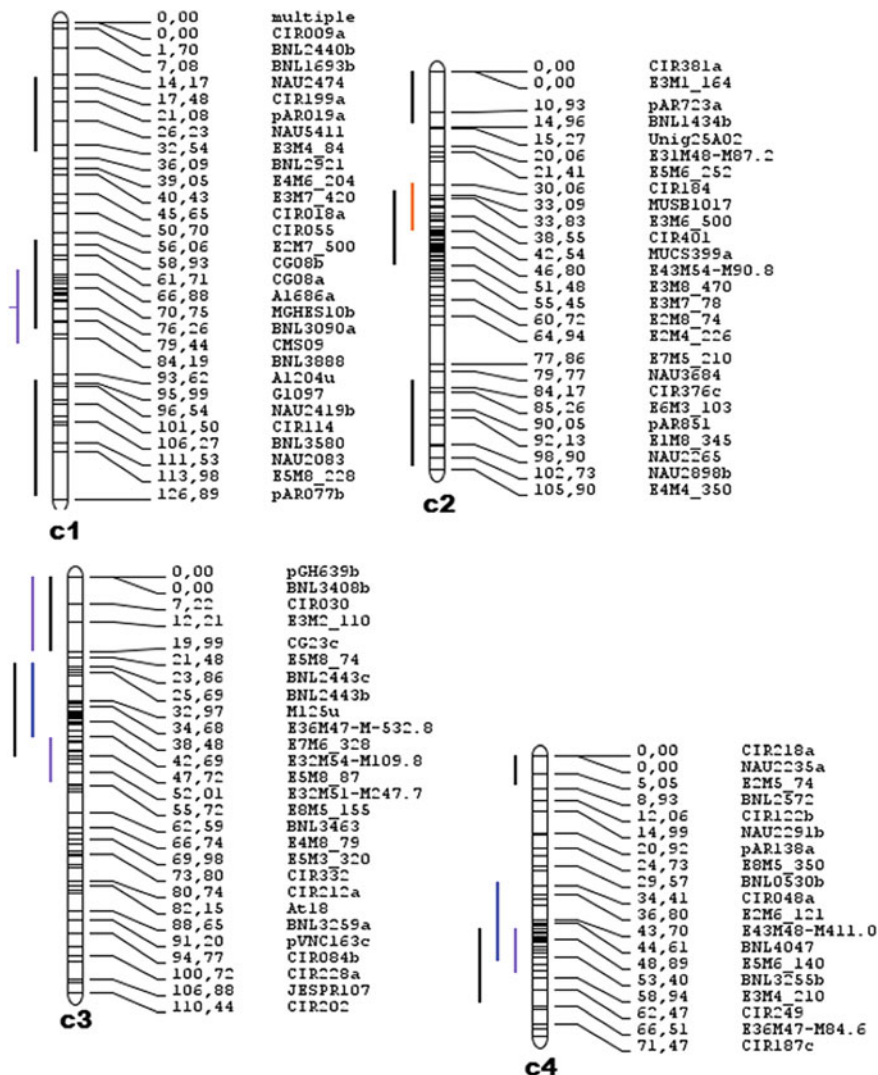 0,00 multiple
0,00 CIR009a
1,70 BNL2440b
7,08 BNL1693b
14,17 NAU2474
17,48 CIR199a
21,08 pAR019a
26,23 NAU5411
32,54 E3M4_84
36,09 BNL2921
39,05 E4M6_204
40,43 E3M7_420
45,65 CIR018a
50,70 CIR055
56,06 E2M7_500
58,93 CG08b
61,71 CG08a
66,88 A1686a
70,75 MGHES10b
76,26 BNL3090a
79,44 CMS09
84,19 BNL3888
93,62 A1204u
95,99 G1097
96,54 NAU2419b
101,50 CIR114
106,27 BNL3580
111,53 NAU2083
113,98 E5M8_228
126,89 pAR077b
c1
0,00 CIR381a
0,00 E3M1_164
10,93 pAR723a
14,96 BNL1434b
15,27 Unig25A02
20,06 E31M48-M87.2
21,41 E5M6_252
30,06 CIR184
33,09 MUSB1017
33,83 E3M6_500
38,55 CIR401
42,54 MUCS399a
46,80 E43M54-M90.8
51,48 E3M8_470
55,45 E3M7_78
60,72 E2M8_74
64,94 E2M4_226
77,86 E7M5_210
79,77 NAU3684
84,17 CIR376c
85,26 E6M3_103
90,05 pAR851
92,13 E1M8_345
98,90 NAU2265
102,73 NAU2898b
105,90 E4M4_350
c2
0,00 pGH639b
0,00 BNL3408b
7,22 CIR030
12,21 E3M2_110
19,99 CG23c
21,48 E5M8_74
23,86 BNL2443c
25,69 BNL2443b
32,97 M125u
34,68 E36M47-M-532.8
38,48 E7M6_328
42,69 E32M54-M109.8
47,72 E5M8_87
52,01 E32M51-M247.7
55,72 E8M5_155
62,59 BNL3463
66,74 E4M8_79
69,98 E5M3_320
73,80 CIR332
80,74 CIR212a
82,15 At18
88,65 BNL3259a
91,20 pVNC163c
94,77 CIR084b
100,72 CIR228a
106,88 JESPR107
110,44 CIR202
c3
0,00 CIR218a
0,00 NAU2235a
5,05 E2M5_74
8,93 BNL2572
12,06 CIR122b
14,99 NAU2291b
20,92 pAR138a
24,73 E8M5_350
29,57 BNL0530b
34,41 CIR048a
36,80 E2M6_121
43,70 E43M48-M411.0
44,61 BNL4047
48,89 E5M6_140
53,40 BNL3255b
58,94 E3M4_210
62,47 CIR249
66,51 E36M47-M84.6
71,47 CIR187c
c4